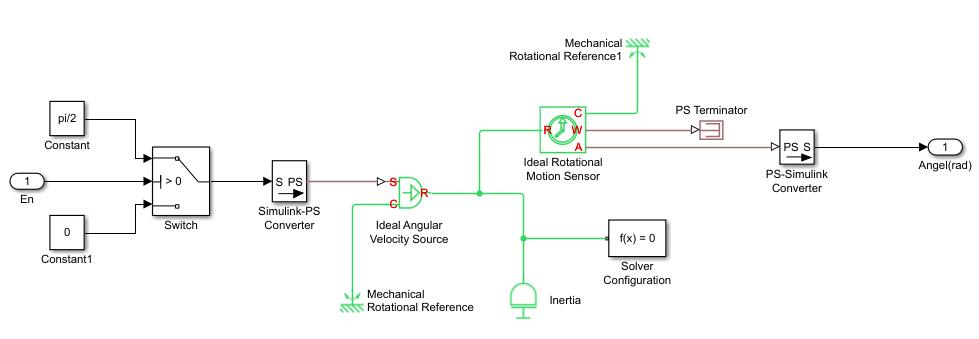 Mechanical
Rotational Reference1
pi/2
Constant
1
En
0
Constant1
> 0
Switch
S PS
Simulink-PS
Converter
S
C
R
Ideal Angular
Velocity Source
Mechanical
Rotational Reference
R
C
W
A
Ideal Rotational
Motion Sensor
PS Terminator
PS S
PS-Simulink
Converter
1
Angel(rad)
f(x) = 0
Solver
Configuration
Inertia